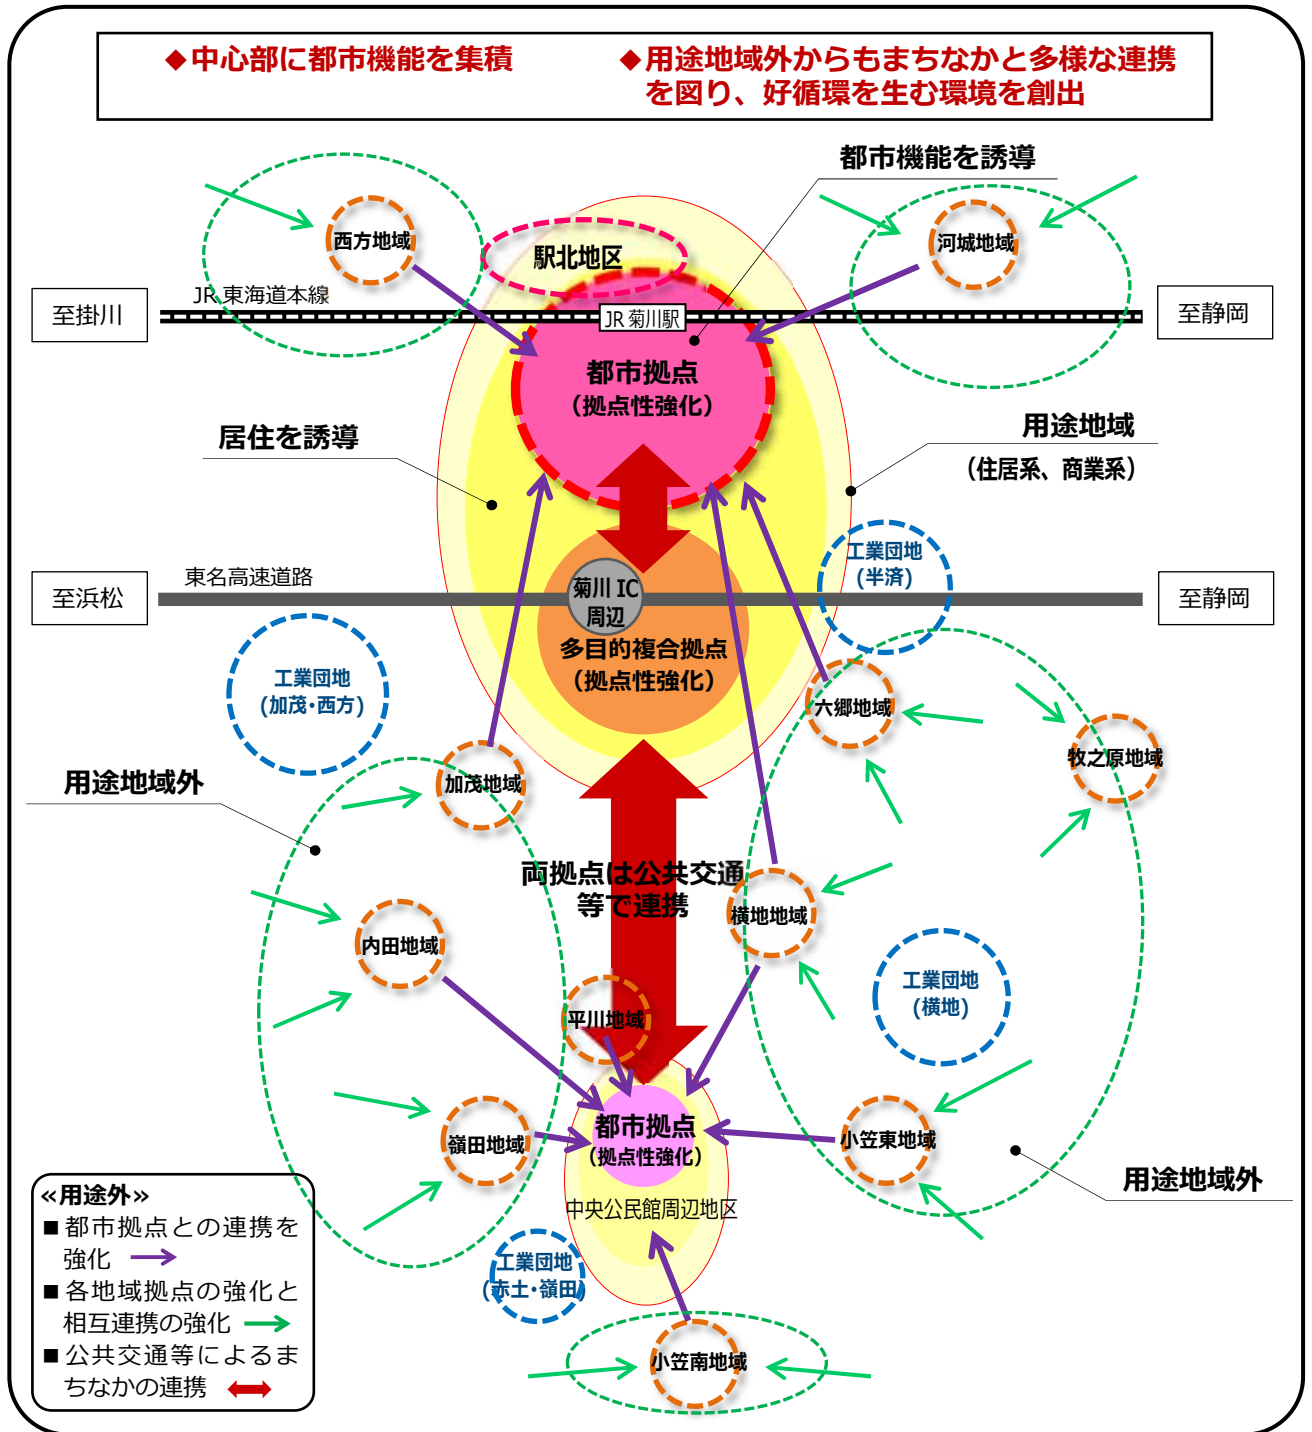 ◆中心部に都市機能を集積
◆用途地域外からもまちなかと多様な連携
を図り、好循環を生む環境を創出
都市機能を誘導
西方地域
駅北地区
河城地域
JR 東海道本線
至掛川
JR 菊川駅
至静岡
都市拠点
（拠点性強化）
居住を誘導
用途地域
（住居系、商業系）
工業団地
(半済)
東名高速道路
至浜松
菊川 IC
周辺
至静岡
多目的複合拠点
（拠点性強化）
工業団地
(加茂・西方)
六郷地域
牧之原地域
用途地域外
加茂地域
両拠点は公共交通
等で連携
横地地域
内田地域
工業団地
(横地)
平川地域
都市拠点
（拠点性強化）
嶺田地域
小笠東地域
用途地域外
中央公民館周辺地区
工業団地
(赤土・嶺田)
小笠南地域
≪用途外≫
■都市拠点との連携を
強化
■各地域拠点の強化と
相互連携の強化
■公共交通等によるま
ちなかの連携